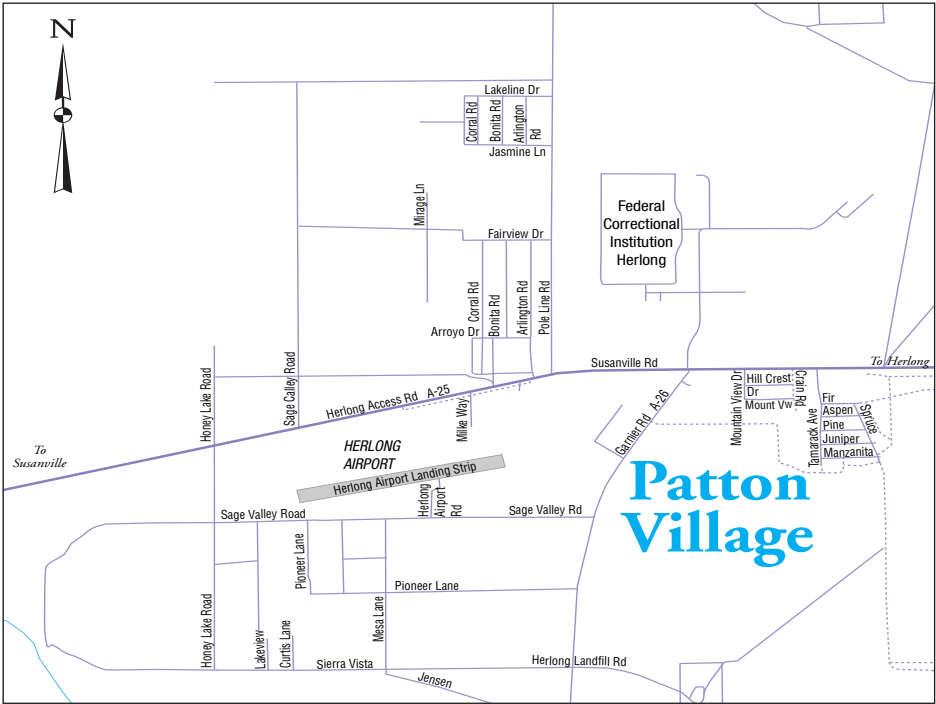 N
Lakeline Dr
Corral Rd
Bonita Rd
Arlington
Rd
Jasmine Ln
Mirage Ln
Federal
Correctional
Institution
Herlong
Fairview Dr
Corral Rd
Bonita Rd
Arlington Rd
Pole Line Rd
Arroyo Dr
Susanville Rd
To Herlong
Honey Lake Road
Sage Calley Road
Herlong Access Rd A-25
Mike Way
Garnier Rd A-26
Mountain View Dr
Hill Crest
Dr
Mount Vw
Crain Rd
Tamarack Ave
Fir
Aspen
Pine
Juniper
Manzanita
Spruce
To
Susanville
HERLONG
AIRPORT
Herlong Airport Landing Strip
Patton
Village
Sage Valley Road
Herlong
Airport
Rd
Sage Valley Rd
Pioneer Lane
Pioneer Lane
Honey Lake Road
Lakeview
Curtis Lane
Mesa Lane
Sierra Vista
Herlong Landfill Rd
Jensen